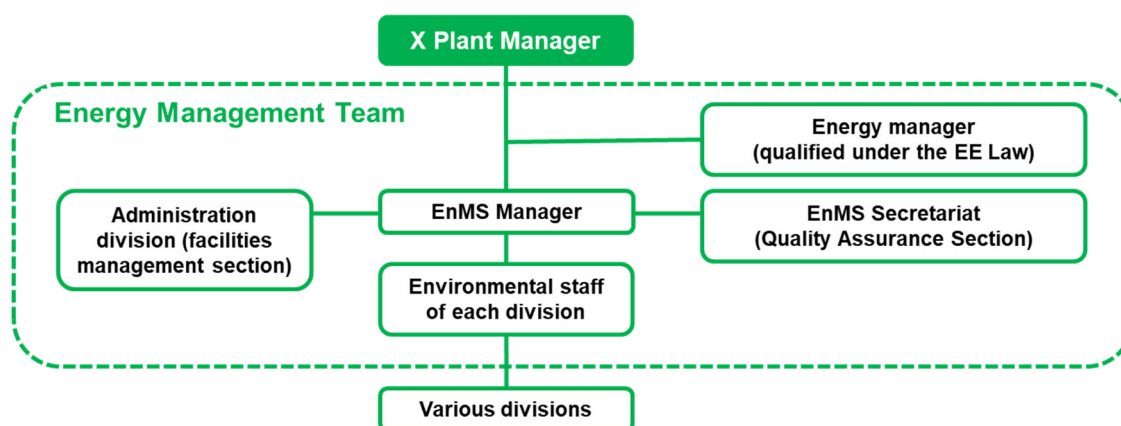 X Plant Manager
Energy Management Team
Energy manager
(qualified under the EE Law)
Administration
division (facilities
management section)
EnMS Manager
EnMS Secretariat
(Quality Assurance Section)
Environmental staff
of each division
Various divisions